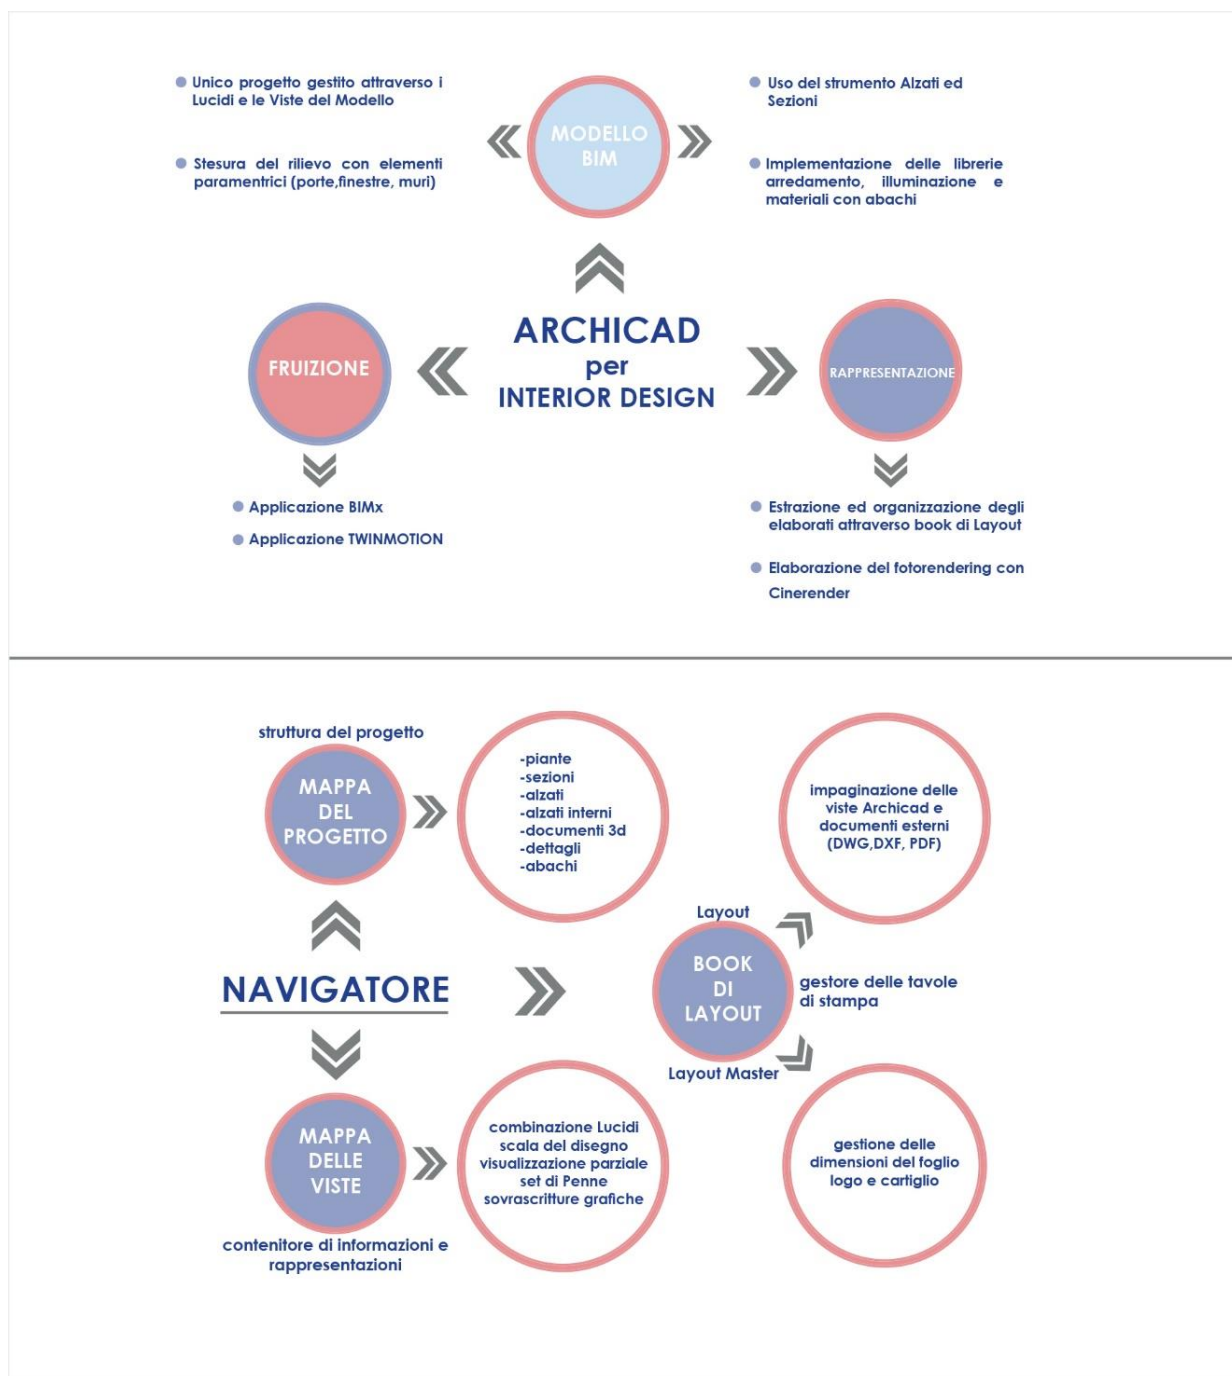 Unico progetto gestito attraverso i
Lucidi e le Viste del Modello
Stesura del rilievo con elementi
paramentrici (porte,finestre, muri)
MODELLO
BIM
Uso del strumento Alzati ed
Sezioni
Implementazione delle librerie
arredamento, illuminazione e
materiali con abachi
FRUIZIONE
ARCHICAD
per
INTERIOR DESIGN
RAPPRESENTAZIONE
Applicazione BIMx
Applicazione TWINMOTION
Estrazione ed organizzazione degli
elaborati attraverso book di Layout
Elaborazione del fotorendering con
Cinerender
struttura del progetto
MAPPA
DEL
PROGETTO
-piante
-sezioni
-alzati
-alzati interni
-documenti 3d
-dettagli
-abachi
impaginazione delle
viste Archicad e
documenti esterni
(DWG,DXF, PDF)
NAVIGATORE
Layout
BOOK
DI
LAYOUT
Layout Master
gestore delle tavole
di stampa
MAPPA
DELLE
VISTE
contenitore di informazioni e
rappresentazioni
combinazione Lucidi
scala del disegno
visualizzazione parziale
set di Penne
sovrascritture grafiche
gestione delle
dimensioni del foglio
logo e cartiglio